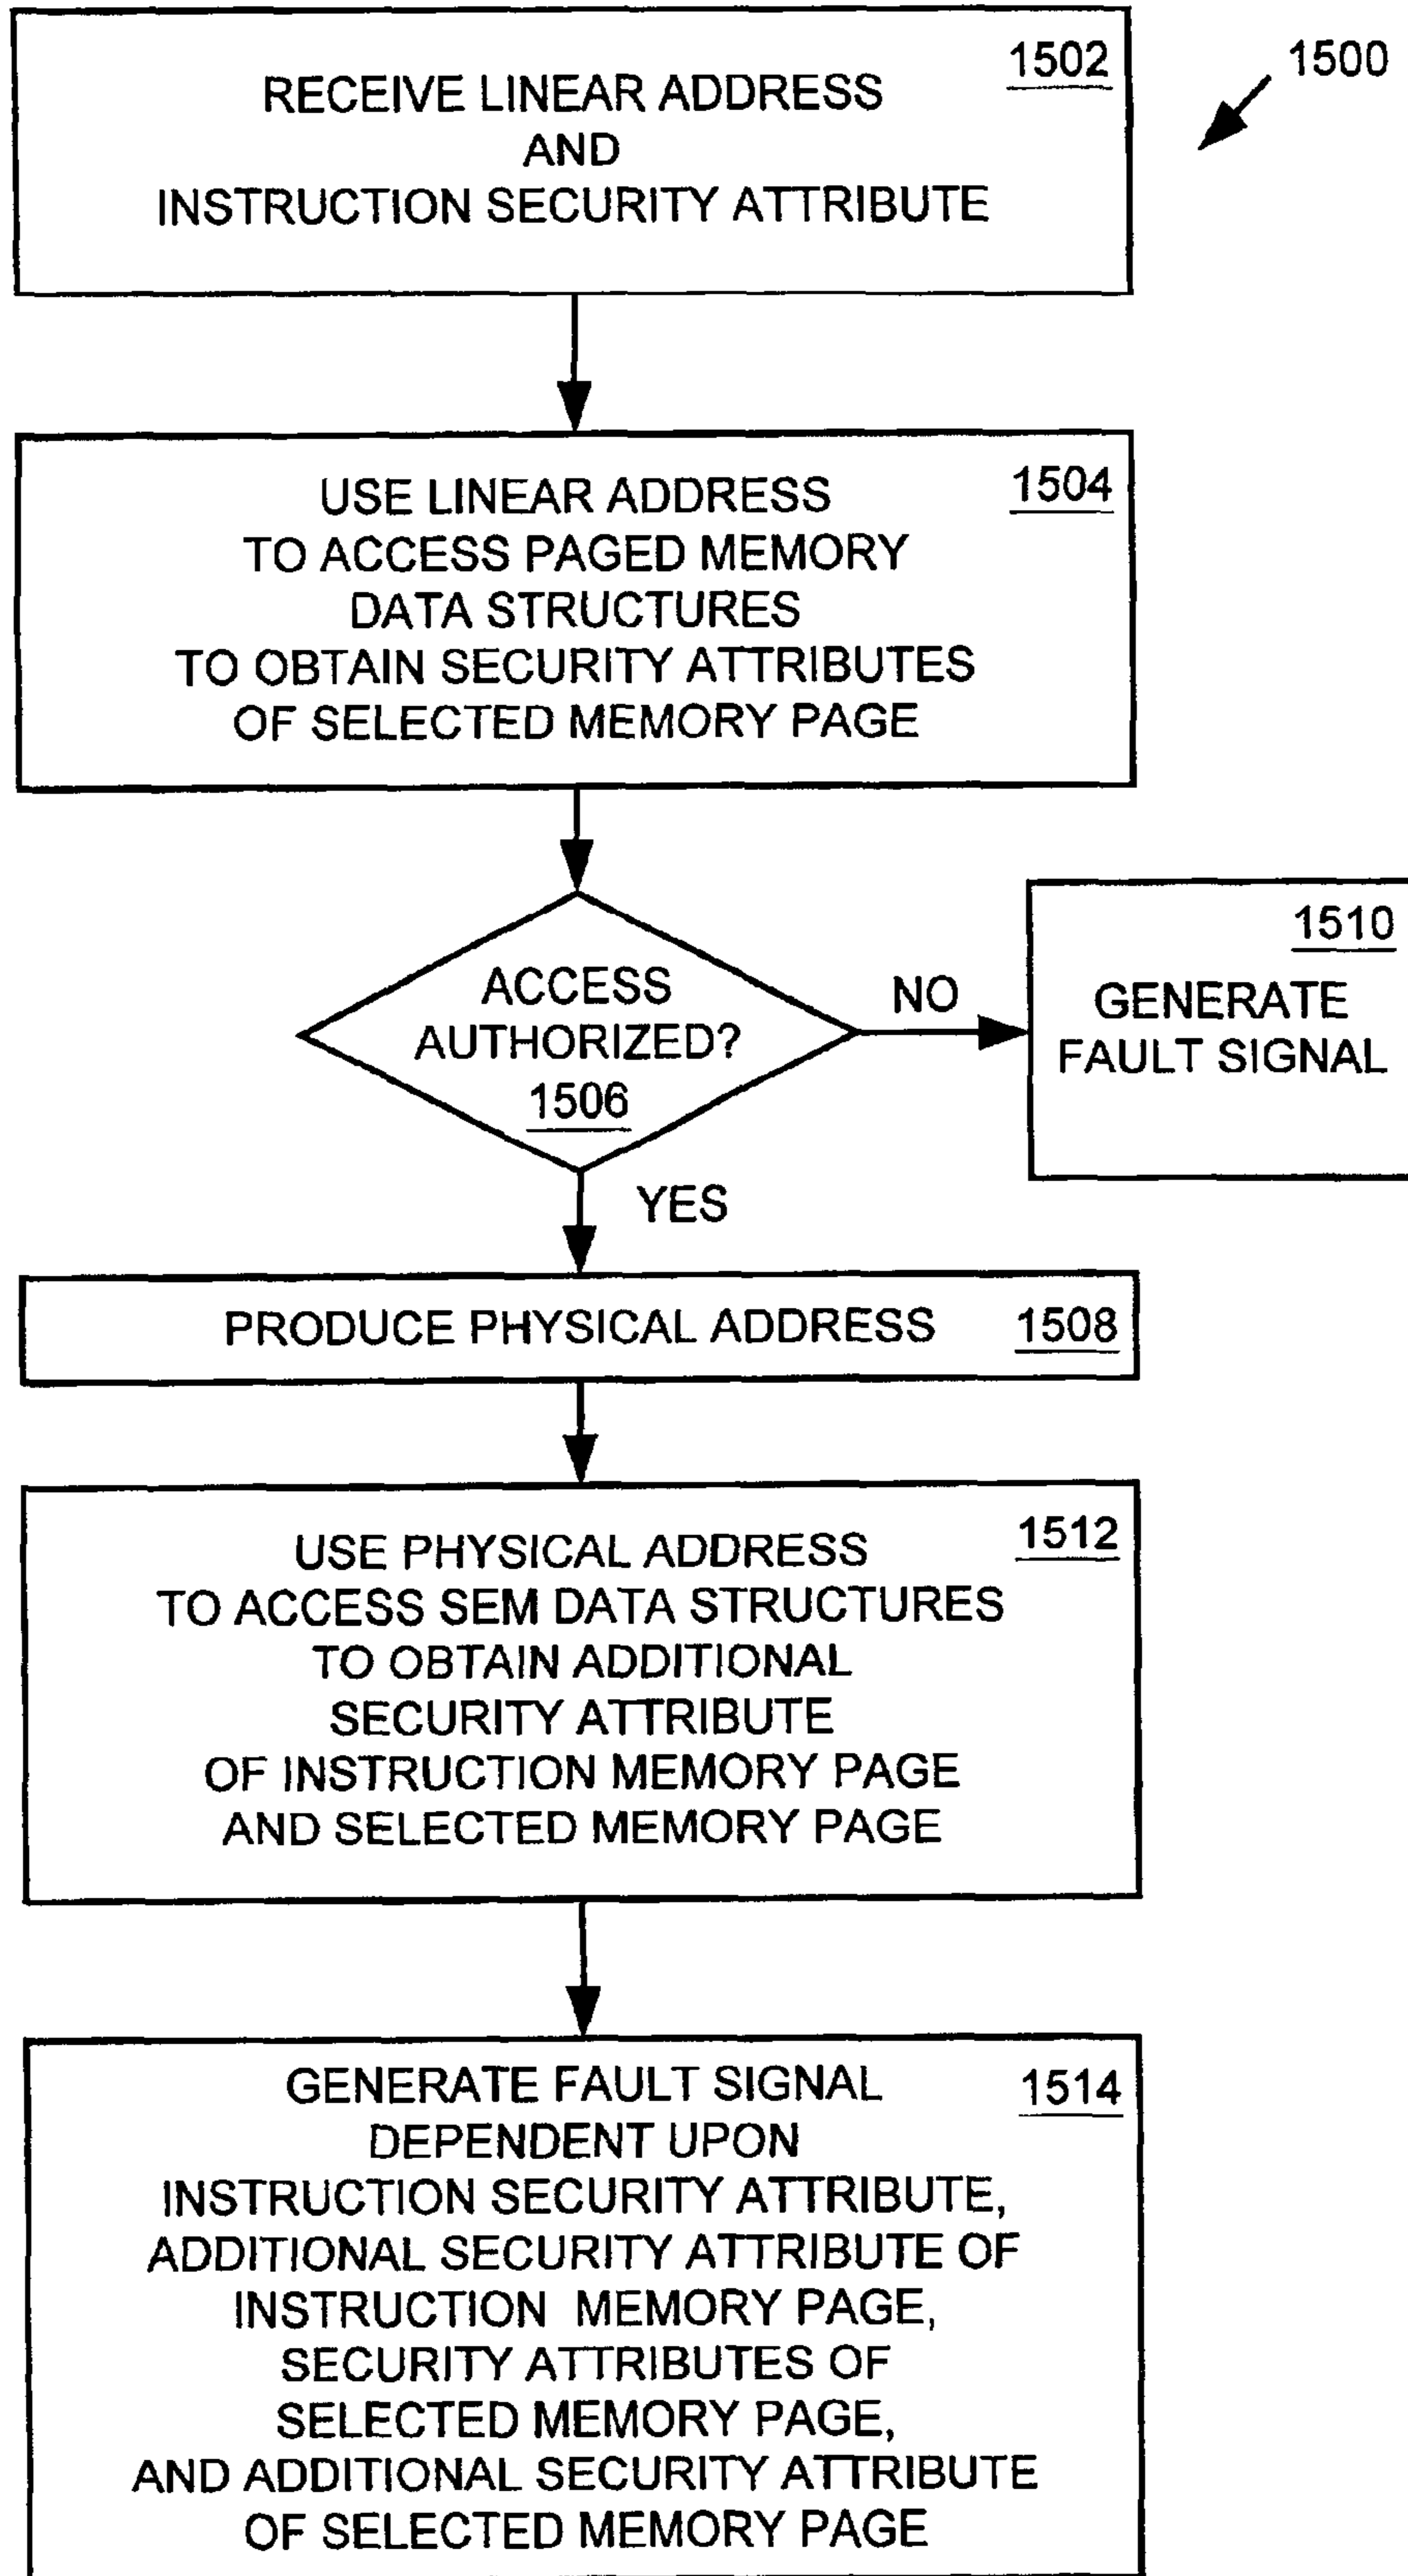 1500
1502
RECEIVE LINEAR ADDRESS
AND
INSTRUCTION SECURITY ATTRIBUTE
1504
USE LINEAR ADDRESS
TO ACCESS PAGED MEMORY
DATA STRUCTURES
TO OBTAIN SECURITY ATTRIBUTES
OF SELECTED MEMORY PAGE
ACCESS
AUTHORIZED?
1506
NO
1510
GENERATE
FAULT SIGNAL
YES
PRODUCE PHYSICAL ADDRESS 1508
1512
USE PHYSICAL ADDRESS
TO ACCESS SEM DATA STRUCTURES
TO OBTAIN ADDITIONAL
SECURITY ATTRIBUTE
OF INSTRUCTION MEMORY PAGE
AND SELECTED MEMORY PAGE
GENERATE FAULT SIGNAL 1514
DEPENDENT UPON
INSTRUCTION SECURITY ATTRIBUTE,
ADDITIONAL SECURITY ATTRIBUTE OF
INSTRUCTION MEMORY PAGE,
SECURITY ATTRIBUTES OF
SELECTED MEMORY PAGE,
AND ADDITIONAL SECURITY ATTRIBUTE
OF SELECTED MEMORY PAGE